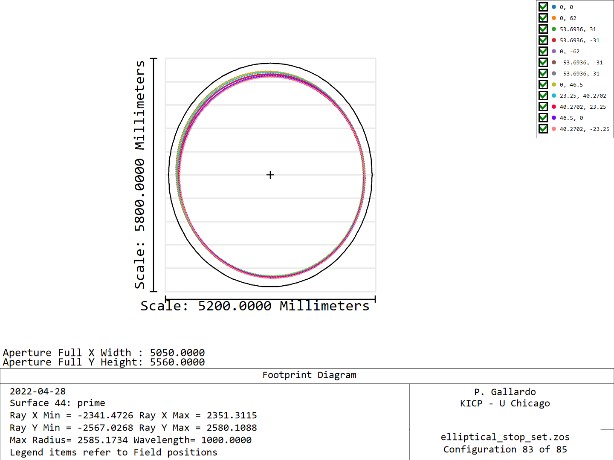 0, 0
0, 62
53.6936, 31
53.6936, -31
0, -62
-53.6936, -31
-53.6936, 31
0, 46.5
23.25, 40.2702
40.2702, 23.25
46.5, 0
40.2702, -23.25
Scale: 5800.0000 Millimeters
Scale: 5200.0000 Millimeters
Aperture Full X Width : 5050.0000
Aperture Full Y Height: 5560.0000
Footprint Diagram
2022-04-28
Surface 44: prime
Ray X Min = -2341.4726 Ray X Max = 2351.3115
Ray Y Min = -2567.0268 Ray Y Max = 2580.1088
Max Radius= 2585.1734 Wavelength= 1000.0000
Legend items refer to Field positions
P. Gallardo
KICP - U Chicago
elliptical_stop_set.zos
Configuration 83 of 85